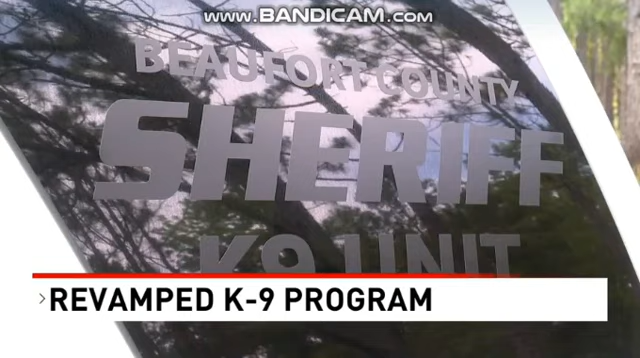 WWW.BANDICAM.COM
BEAUFORT COUNTY
SHERIFF
K9 UNIT
›REVAMPED K-9 PROGRAM